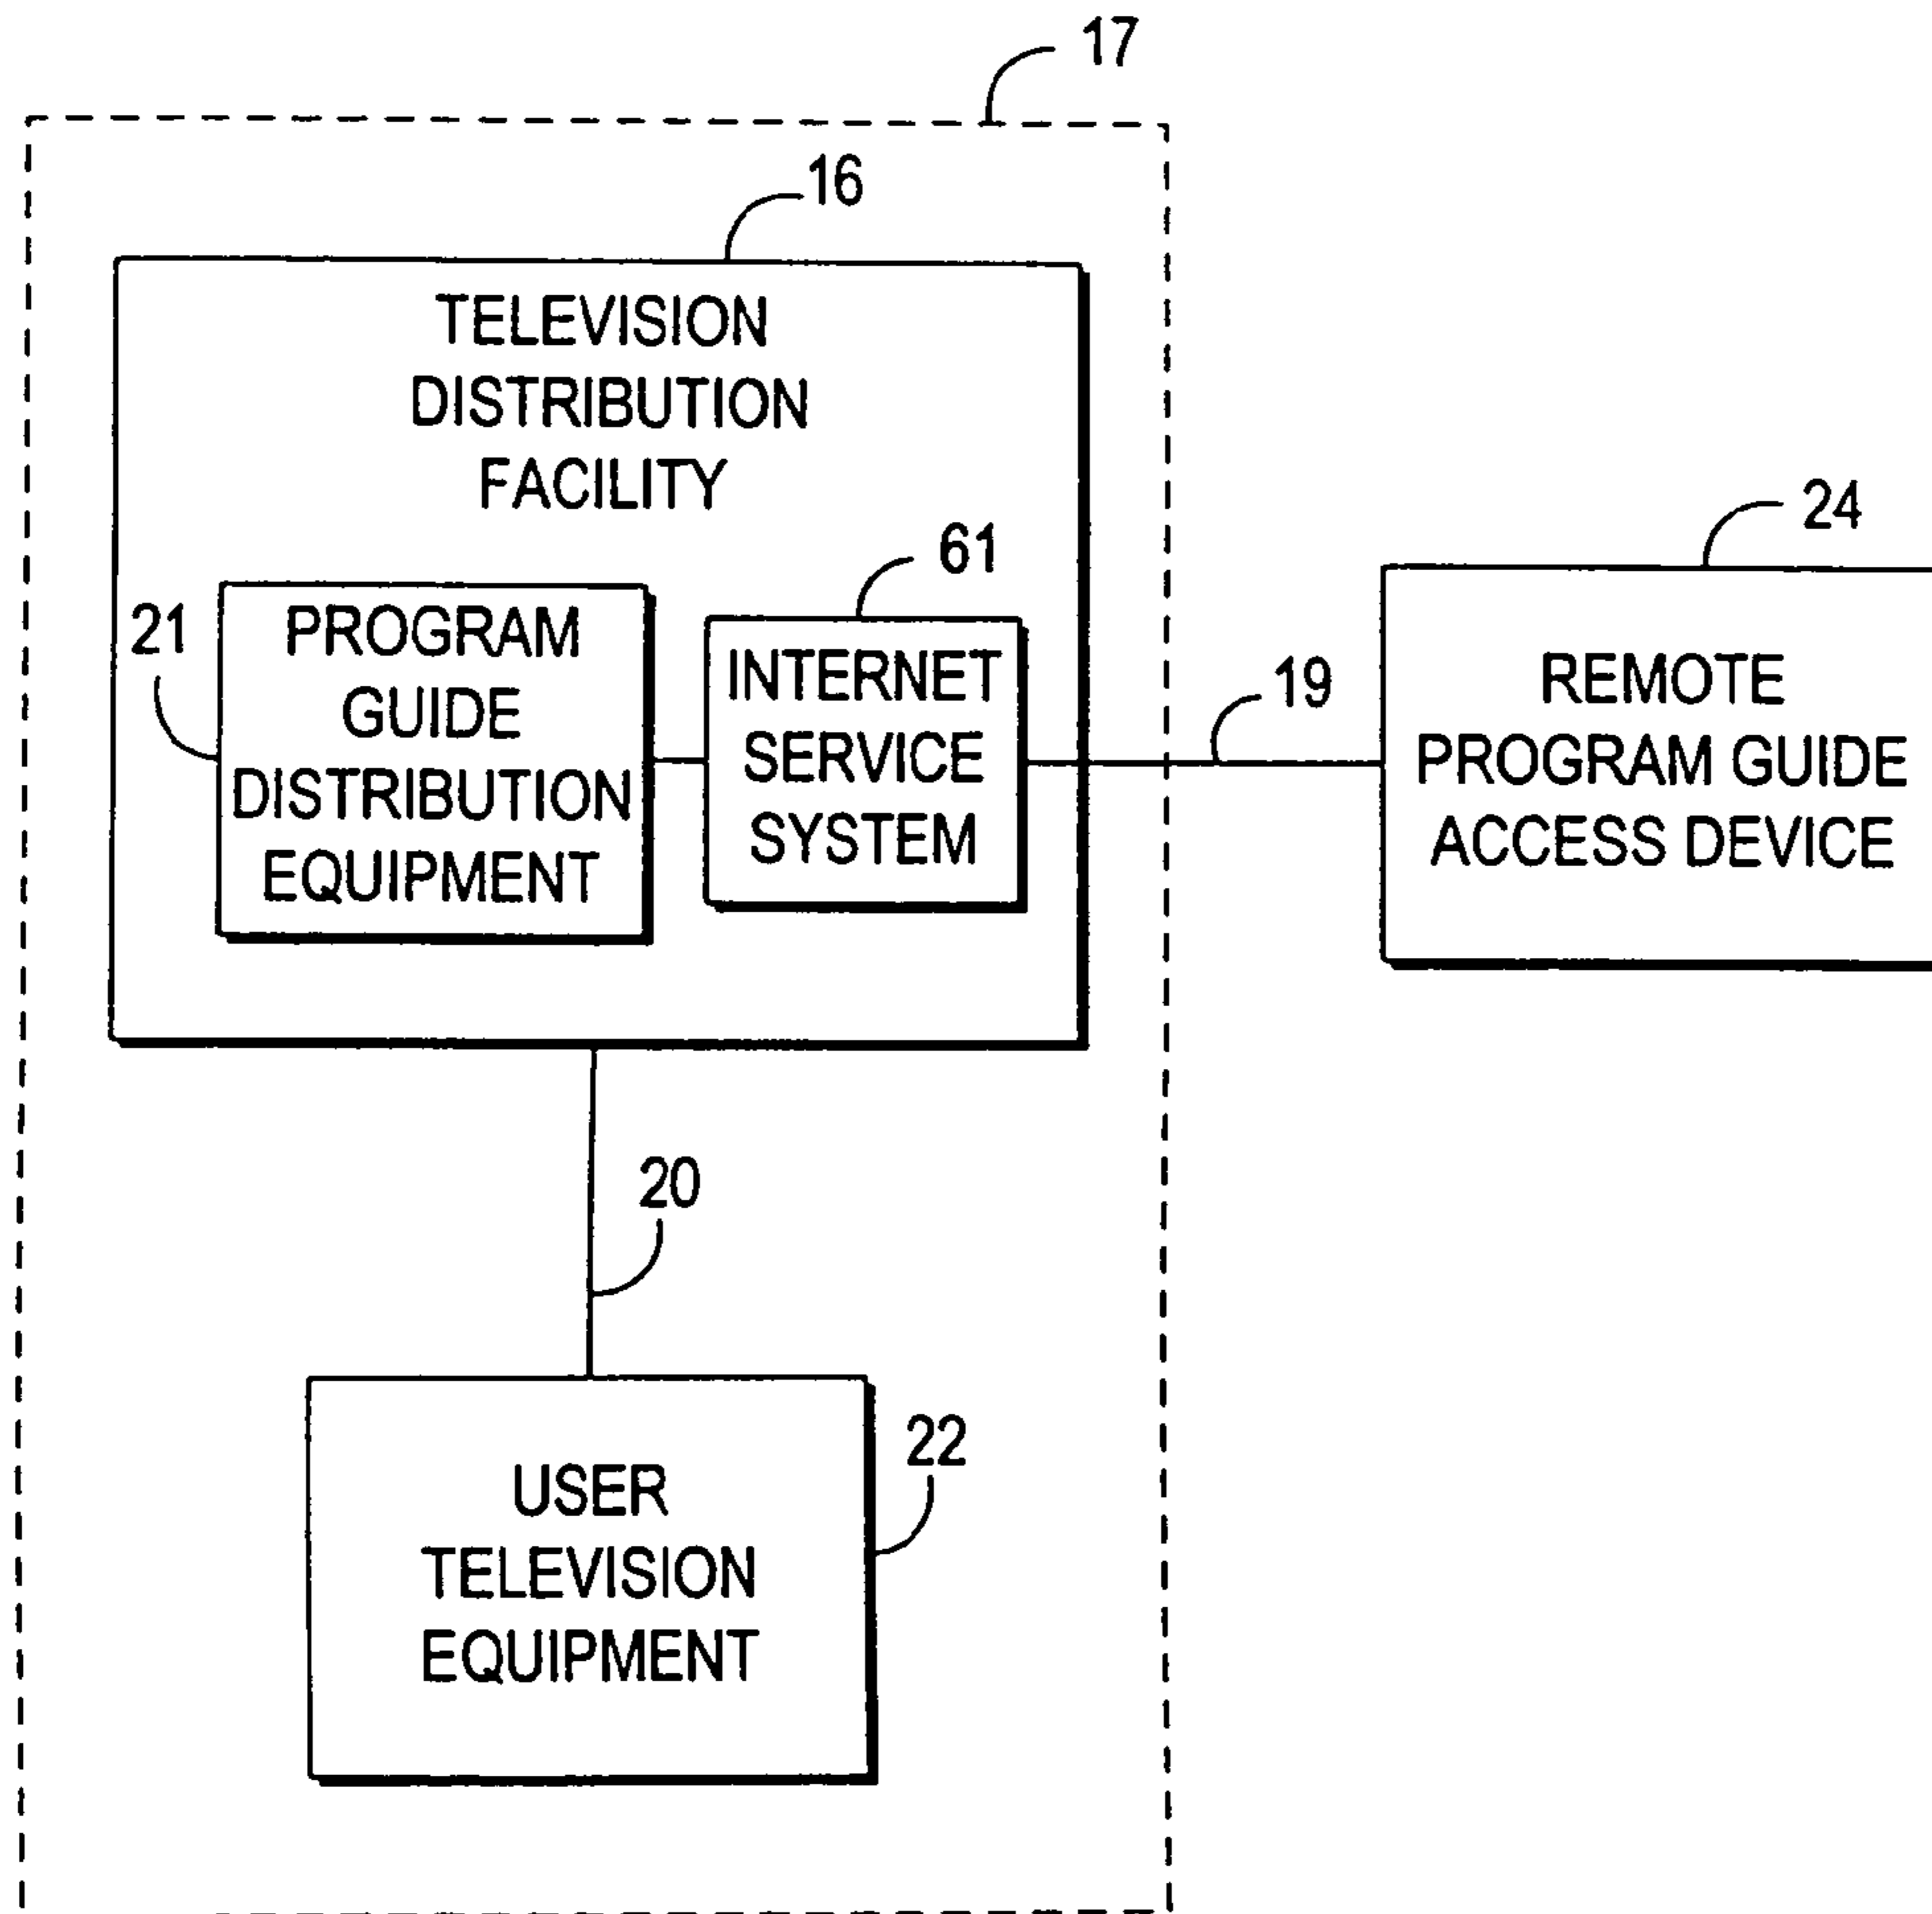 17
16
TELEVISION
DISTRIBUTION
FACILITY
24
61
21
PROGRAM
GUIDE
DISTRIBUTION
EQUIPMENT
INTERNET
SERVICE
SYSTEM
19
REMOTE
PROGRAM GUIDE
ACCESS DEVICE
20
22
USER
TELEVISION
EQUIPMENT